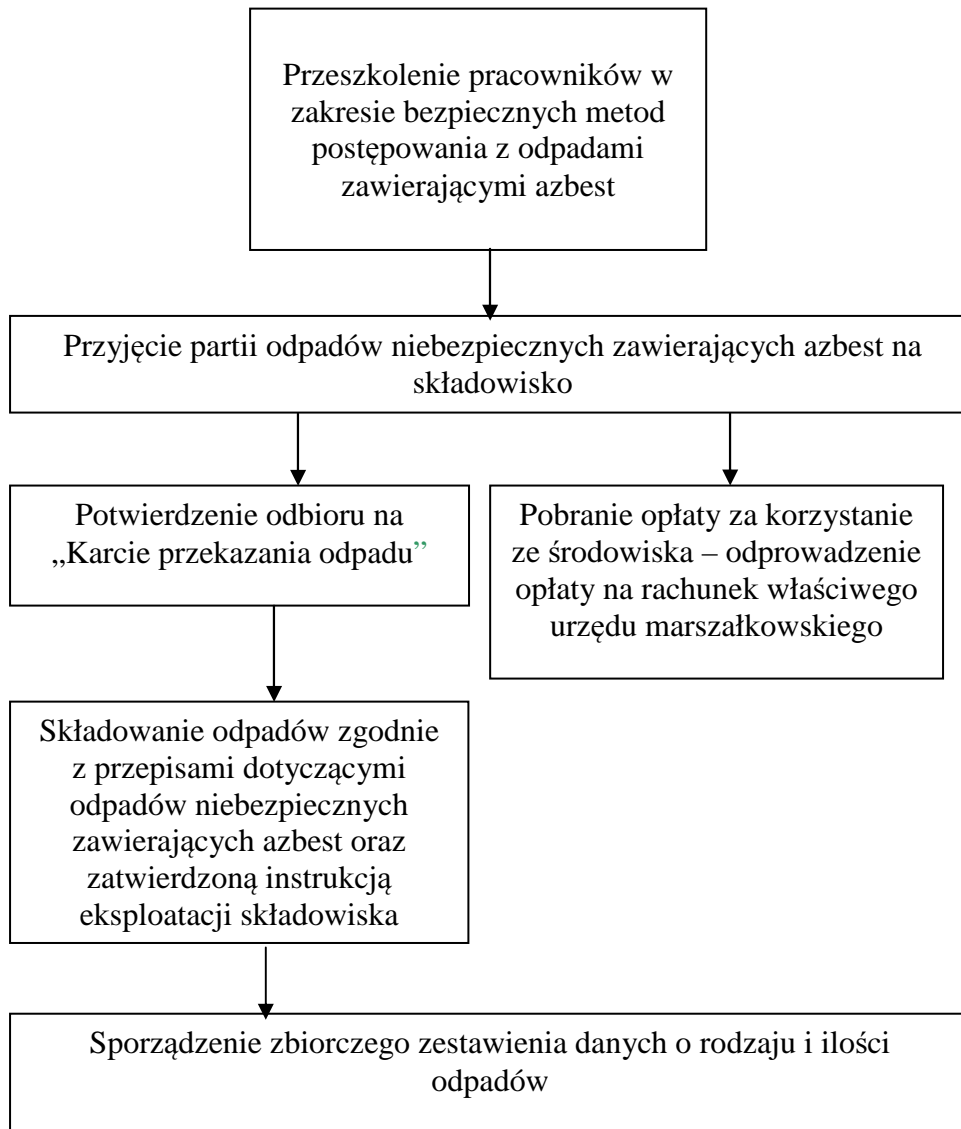 Przeszkolenie pracowników w
zakresie bezpiecznych metod
postępowania z odpadami
zawierającymi azbest
Przyjęcie partii odpadów niebezpiecznych zawierających azbest na
składowisko
Potwierdzenie odbioru na
„Karcie przekazania odpadu”
Pobranie opłaty za korzystanie
ze środowiska – odprowadzenie
opłaty na rachunek właściwego
urzędu marszałkowskiego
Składowanie odpadów zgodnie
z przepisami dotyczącymi
odpadów niebezpiecznych
zawierających azbest oraz
zatwierdzoną instrukcją
eksploatacji składowiska
Sporządzenie zbiorczego zestawienia danych o rodzaju i ilości
odpadów